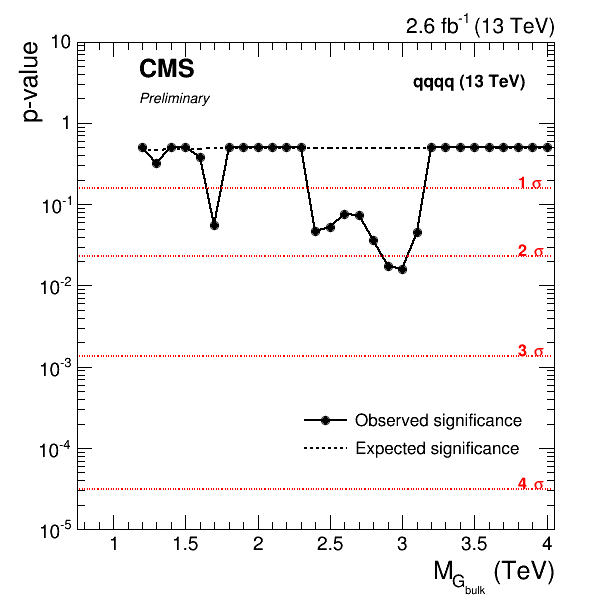 2.6 fb⁻¹ (13 TeV)
CMS
Preliminary
qqqq (13 TeV)
p-value
10
1
10⁻¹
10⁻²
10⁻³
10⁻⁴
10⁻⁵
1 σ
2 σ
3 σ
4 σ
Observed significance
Expected significance
1 1.5 2 2.5 3 3.5 4
M_G_bulk (TeV)